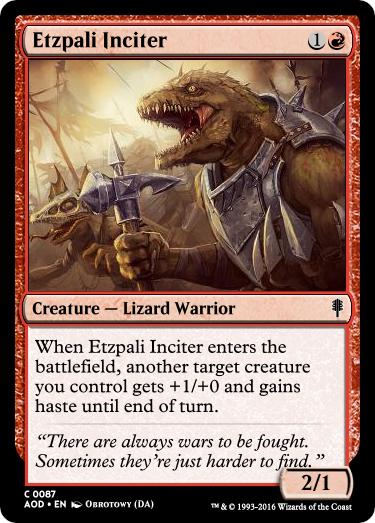 Etzpali Inciter 1
Creature — Lizard Warrior
When Etzpali Inciter enters the
battlefield, another target creature
you control gets +1/+0 and gains
haste until end of turn.
“There are always wars to be fought.
Sometimes they’re just harder to find.”
2/1
C 0087
AOD • EN OBROTOWY (DA)
™ & © 1993-2016 Wizards of the Coast